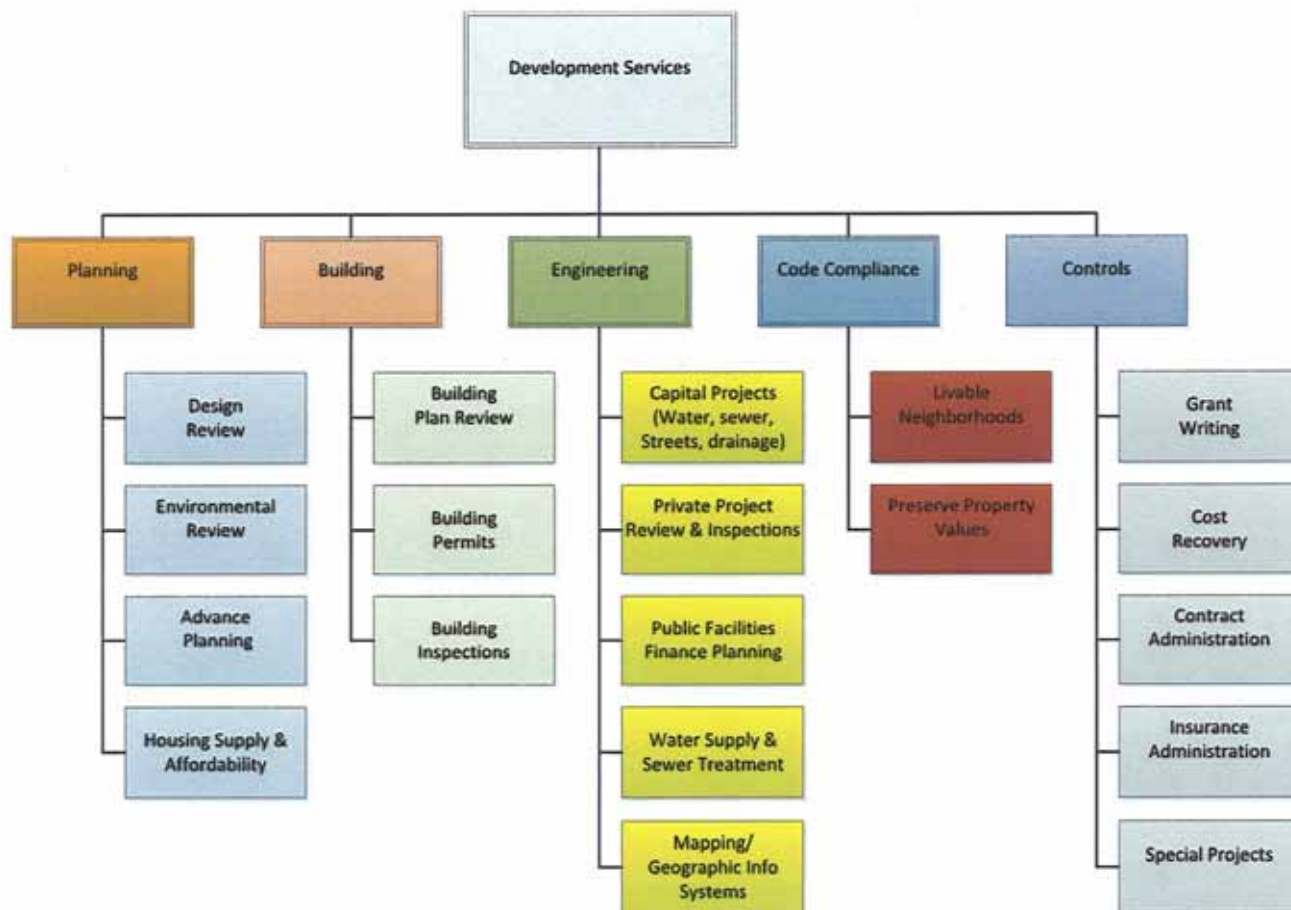 Development Services
Planning
Building
Engineering
Code Compliance
Controls
Design
Review
Environmental
Review
Advance
Planning
Housing Supply &
Affordability
Building
Plan Review
Building
Permits
Building
Inspections
Capital Projects
(Water, sewer,
Streets, drainage)
Private Project
Review & Inspections
Public Facilities
Finance Planning
Water Supply &
Sewer Treatment
Mapping/
Geographic Info
Systems
Livable
Neighborhoods
Preserve Property
Values
Grant
Writing
Cost
Recovery
Contract
Administration
Insurance
Administration
Special Projects